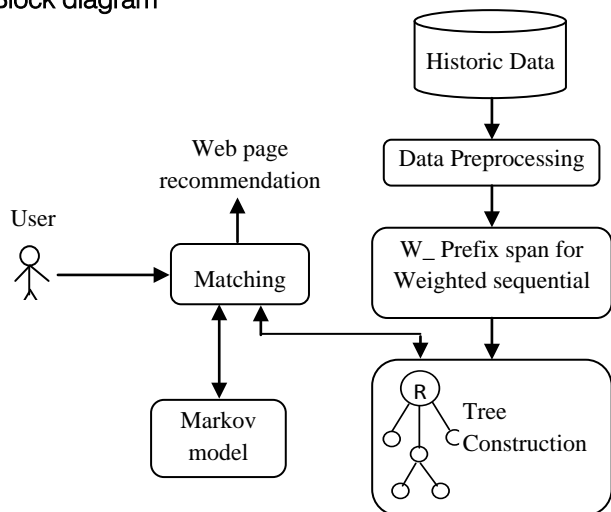 Block diagram
Historic Data
Data Preprocessing
Web page
recommendation
User
W_ Prefix span for
Weighted sequential
Matching
R
Tree
Construction
Markov
model